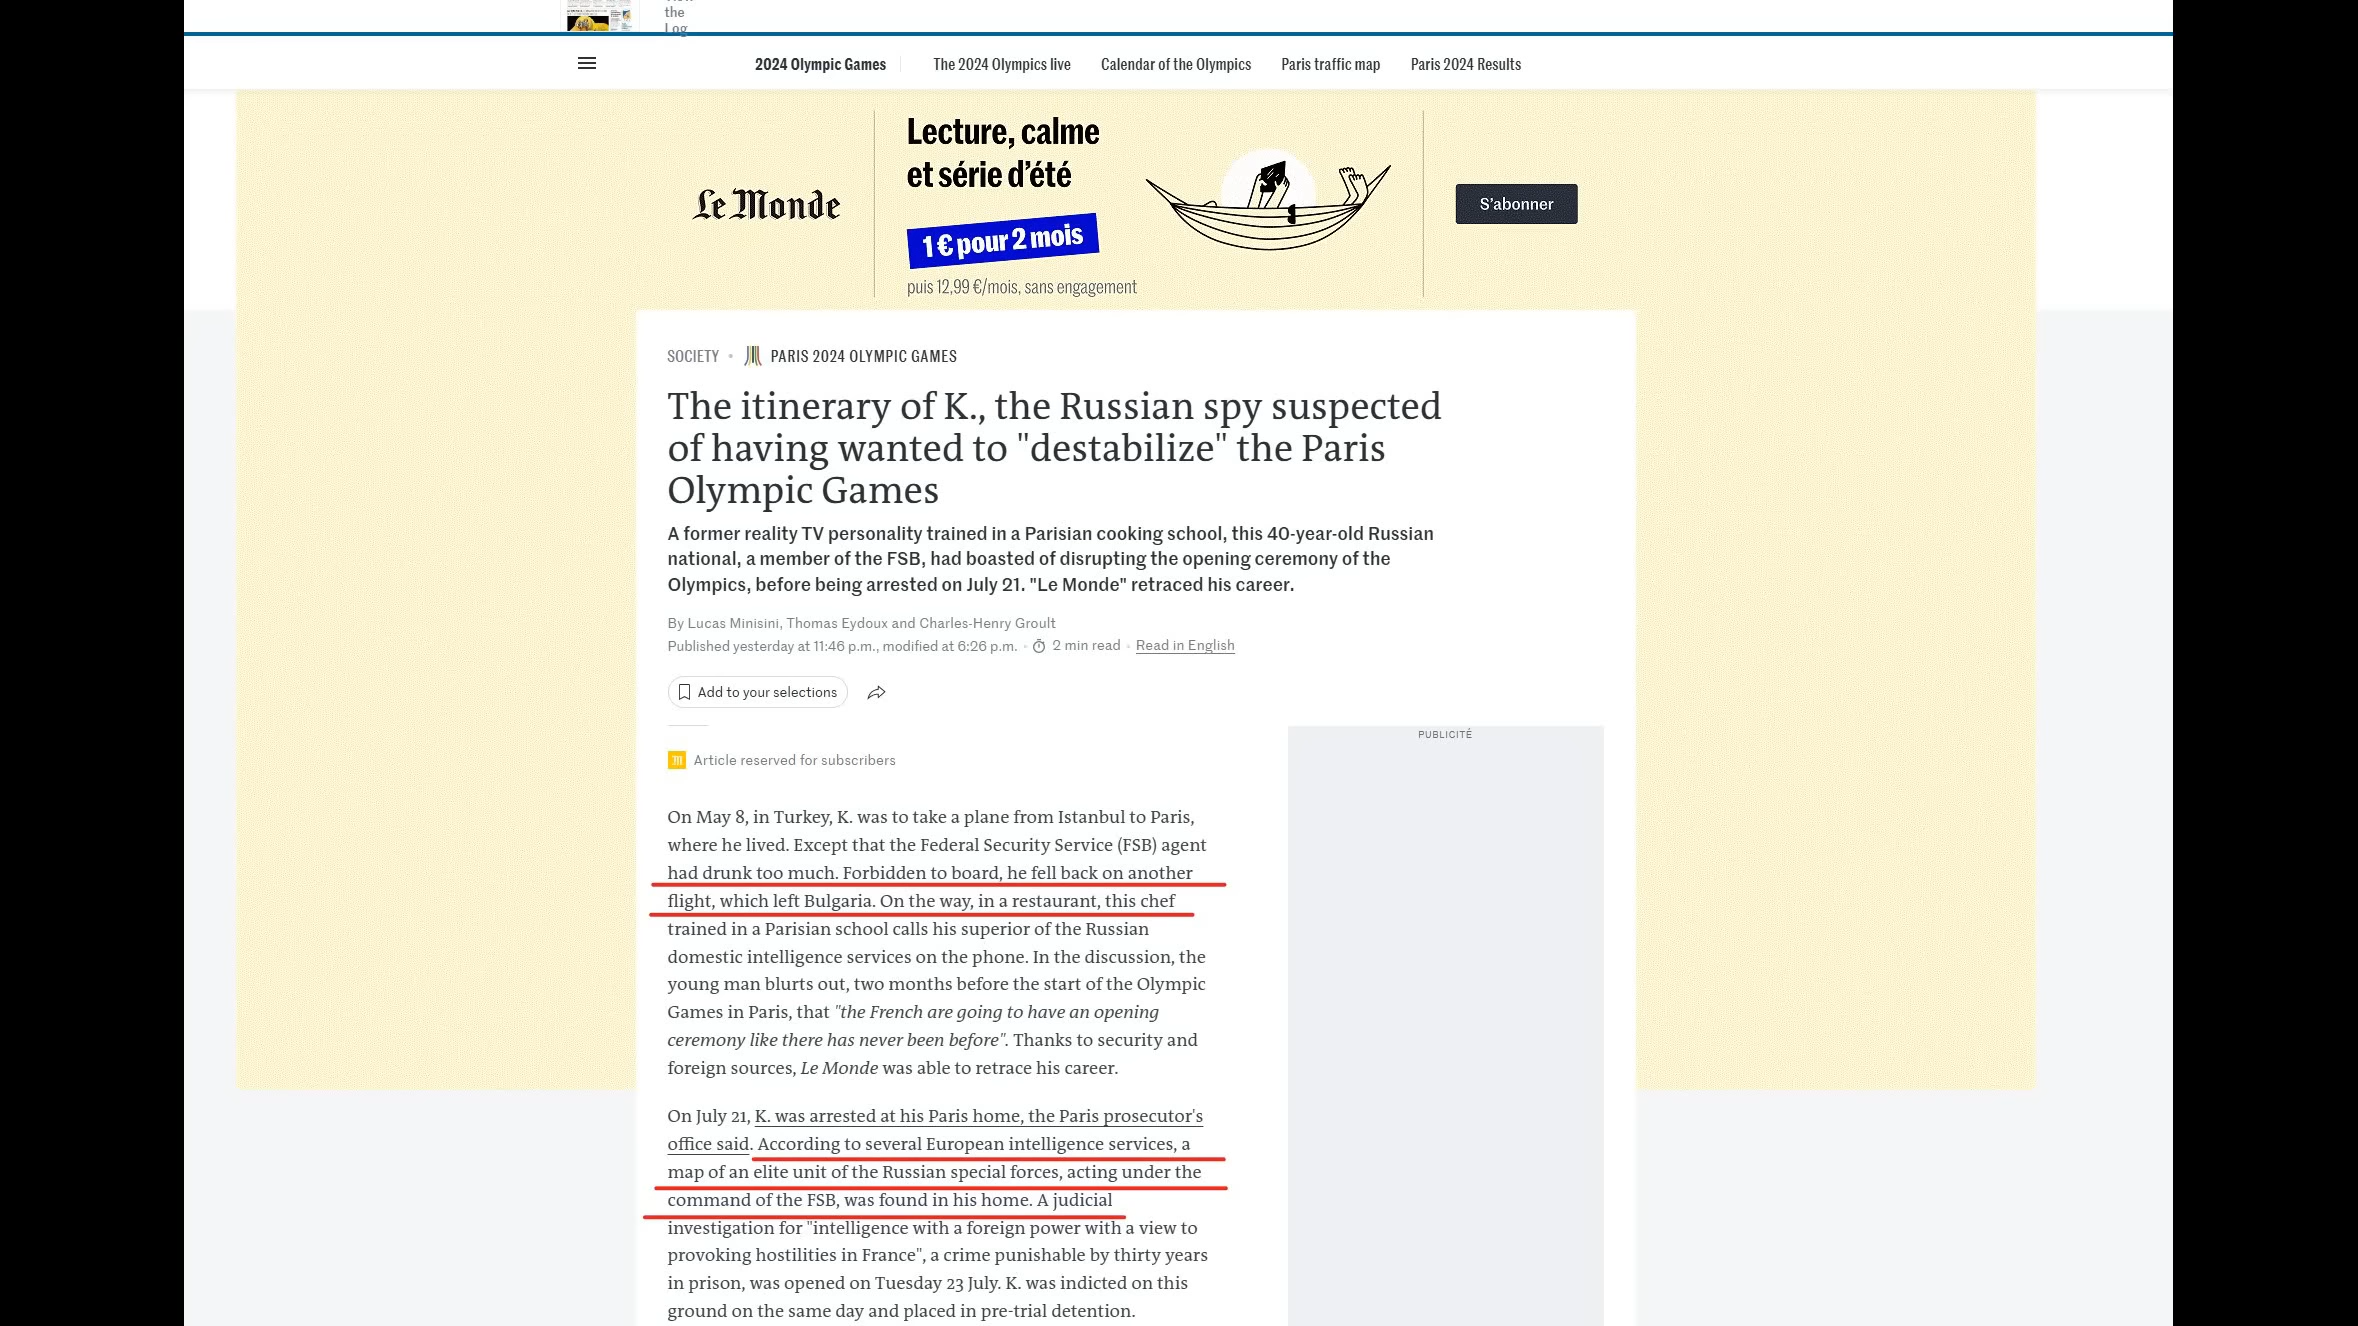 the
Log
2024 Olympic Games
The 2024 Olympics live
Calendar of the Olympics
Paris traffic map
Paris 2024 Results
Le Monde
Lecture, calme
et série d'été
1 € pour 2 mois
puis 12,99 €/mois, sans engagement
S'abonner
SOCIETY • PARIS 2024 OLYMPIC GAMES
The itinerary of K., the Russian spy suspected
of having wanted to "destabilize" the Paris
Olympic Games
A former reality TV personality trained in a Parisian cooking school, this 40-year-old Russian
national, a member of the FSB, had boasted of disrupting the opening ceremony of the
Olympics, before being arrested on July 21. "Le Monde" retraced his career.
By Lucas Minisini, Thomas Eydoux and Charles-Henry Groult
Published yesterday at 11:46 p.m., modified at 6:26 p.m. • 2 min read • Read in English
Add to your selections
PUBLICITÉ
Article reserved for subscribers
On May 8, in Turkey, K. was to take a plane from Istanbul to Paris,
where he lived. Except that the Federal Security Service (FSB) agent
had drunk too much. Forbidden to board, he fell back on another
flight, which left Bulgaria. On the way, in a restaurant, this chef
trained in a Parisian school calls his superior of the Russian
domestic intelligence services on the phone. In the discussion, the
young man blurts out, two months before the start of the Olympic
Games in Paris, that "the French are going to have an opening
ceremony like there has never been before". Thanks to security and
foreign sources, Le Monde was able to retrace his career.
On July 21, K. was arrested at his Paris home, the Paris prosecutor's
office said. According to several European intelligence services, a
map of an elite unit of the Russian special forces, acting under the
command of the FSB, was found in his home. A judicial
investigation for "intelligence with a foreign power with a view to
provoking hostilities in France", a crime punishable by thirty years
in prison, was opened on Tuesday 23 July. K. was indicted on this
ground on the same day and placed in pre-trial detention.